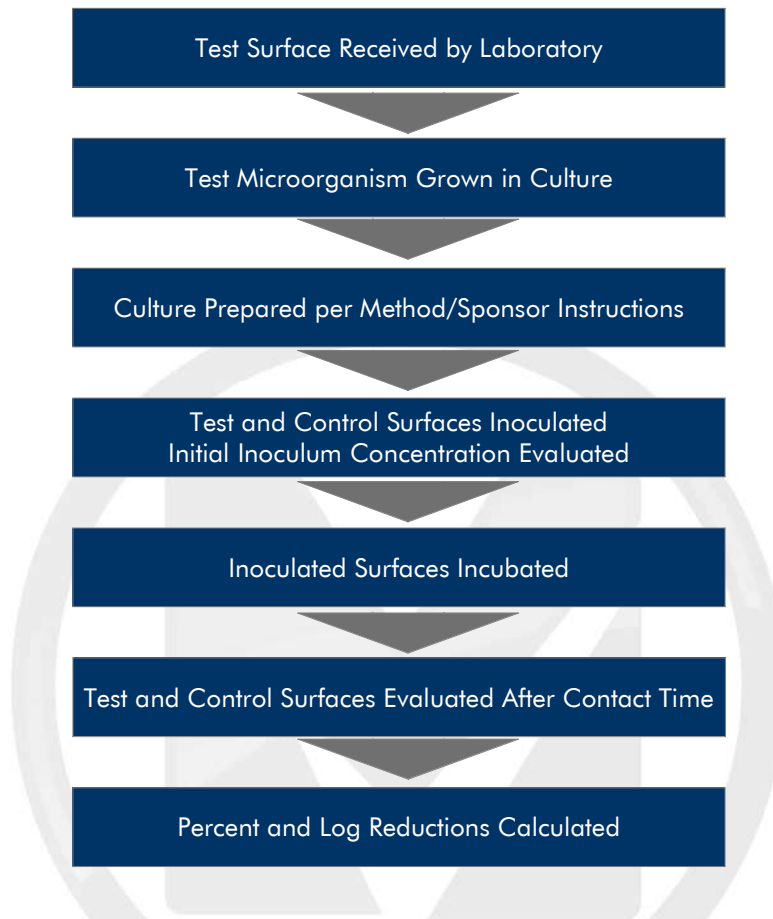 Test Surface Received by Laboratory
Test Microorganism Grown in Culture
Culture Prepared per Method/Sponsor Instructions
Test and Control Surfaces Inoculated
Initial Inoculum Concentration Evaluated
Inoculated Surfaces Incubated
Test and Control Surfaces Evaluated After Contact Time
Percent and Log Reductions Calculated